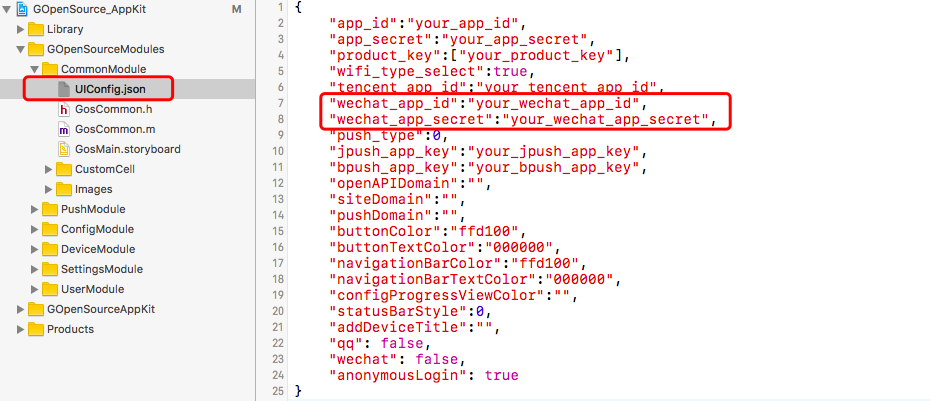 GOpenSource_AppKit M
Library
GOpenSourceModules
CommonModule
UIConfig.json
h GosCommon.h
m GosCommon.m
GosMain.storyboard
CustomCell
Images
PushModule
ConfigModule
DeviceModule
SettingsModule
UserModule
GOpenSourceAppKit
Products
1 {
2 "app_id":"your_app_id",
3 "app_secret":"your_app_secret",
4 "product_key":["your_product_key"],
5 "wifi_type_select":true,
6 "tencent_app_id":"your_tencent_app_id",
7 "wechat_app_id":"your_wechat_app_id",
8 "wechat_app_secret":"your_wechat_app_secret",
9 "push_type":0,
10 "jpush_app_key":"your_jpush_app_key",
11 "bpush_app_key":"your_bpush_app_key",
12 "openAPIDomain":"",
13 "siteDomain":"",
14 "pushDomain":"",
15 "buttonColor":"ffd100",
16 "buttonTextColor":"000000",
17 "navigationBarColor":"ffd100",
18 "navigationBarTextColor":"000000",
19 "configProgressViewColor":"",
20 "statusBarStyle":0,
21 "addDeviceTitle":"",
22 "qq": false,
23 "wechat": false,
24 "anonymousLogin": true
25 }